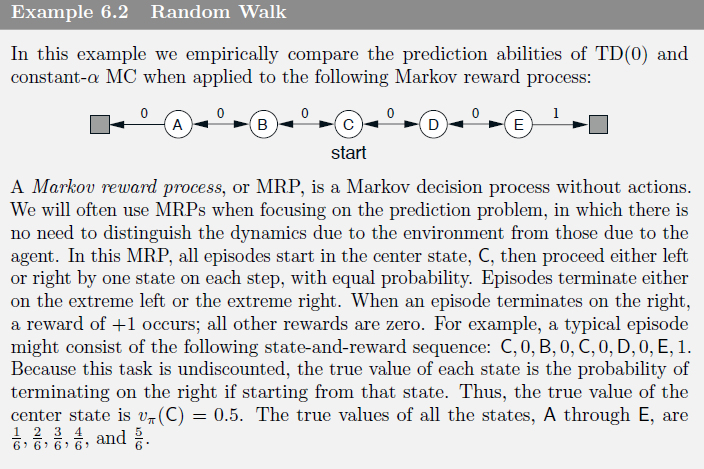 Example 6.2 Random Walk
In this example we empirically compare the prediction abilities of TD(0) and
constant-α MC when applied to the following Markov reward process:
0 0 0 0 0 1
A B C D E
start
A Markov reward process, or MRP, is a Markov decision process without actions.
We will often use MRPs when focusing on the prediction problem, in which there is
no need to distinguish the dynamics due to the environment from those due to the
agent. In this MRP, all episodes start in the center state, C, then proceed either left
or right by one state on each step, with equal probability. Episodes terminate either
on the extreme left or the extreme right. When an episode terminates on the right,
a reward of +1 occurs; all other rewards are zero. For example, a typical episode
might consist of the following state-and-reward sequence: C, 0, B, 0, C, 0, D, 0, E, 1.
Because this task is undiscounted, the true value of each state is the probability of
terminating on the right if starting from that state. Thus, the true value of the
center state is vπ(C) = 0.5. The true values of all the states, A through E, are
1/6, 2/6, 3/6, 4/6, and 5/6.